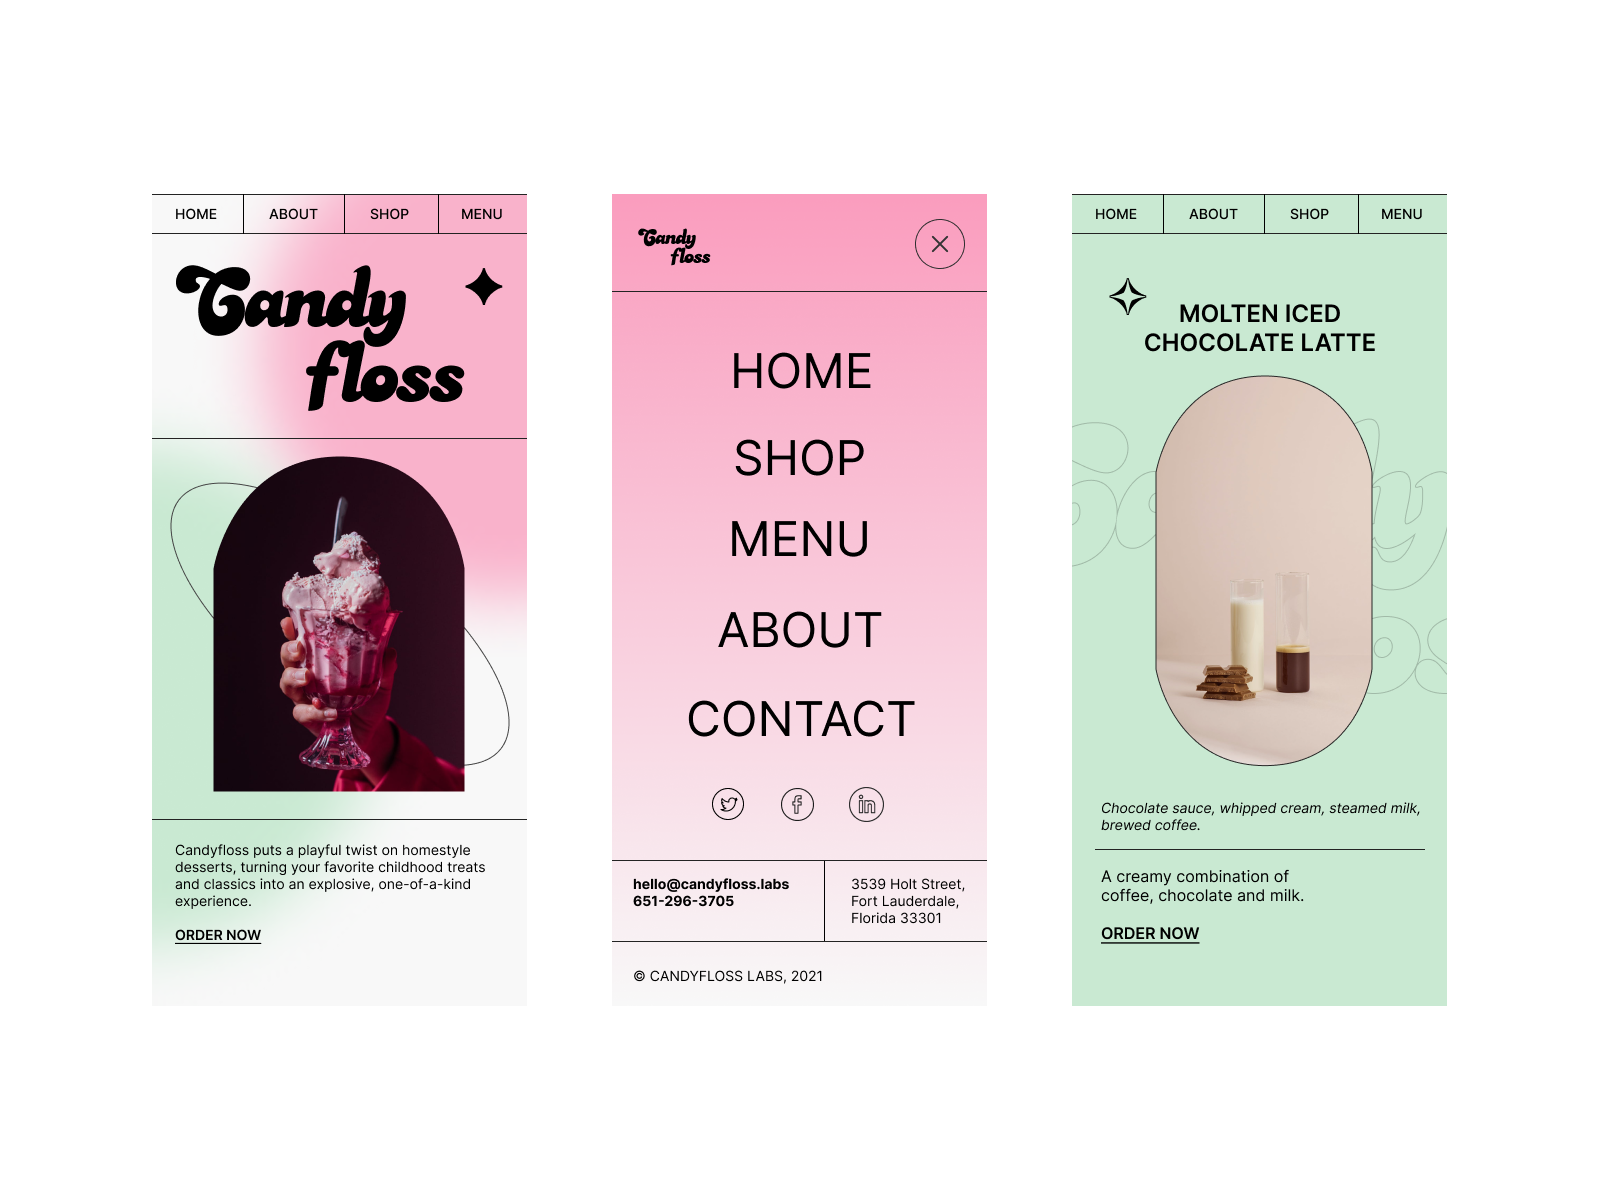 HOME ABOUT SHOP MENU
Candy
floss
Candyfloss puts a playful twist on homestyle
desserts, turning your favorite childhood treats
and classics into an explosive, one-of-a-kind
experience.
ORDER NOW
Candy
floss
HOME
SHOP
MENU
ABOUT
CONTACT
hello@candyfloss.labs
651-296-3705
3539 Holt Street,
Fort Lauderdale,
Florida 33301
© CANDYFLOSS LABS, 2021
HOME ABOUT SHOP MENU
MOLTEN ICED
CHOCOLATE LATTE
Chocolate sauce, whipped cream, steamed milk,
brewed coffee.
A creamy combination of
coffee, chocolate and milk.
ORDER NOW